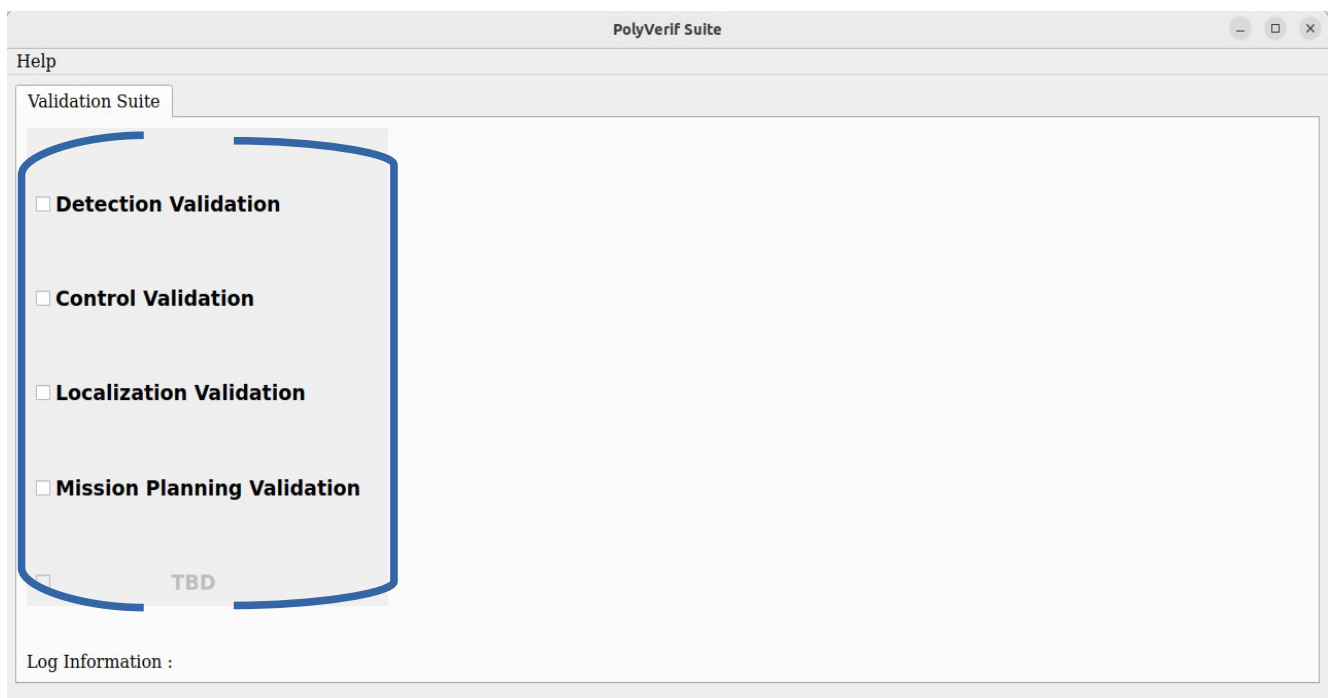 PolyVerif Suite
Help
Validation Suite
Detection Validation
Control Validation
Localization Validation
Mission Planning Validation
TBD
Log Information :